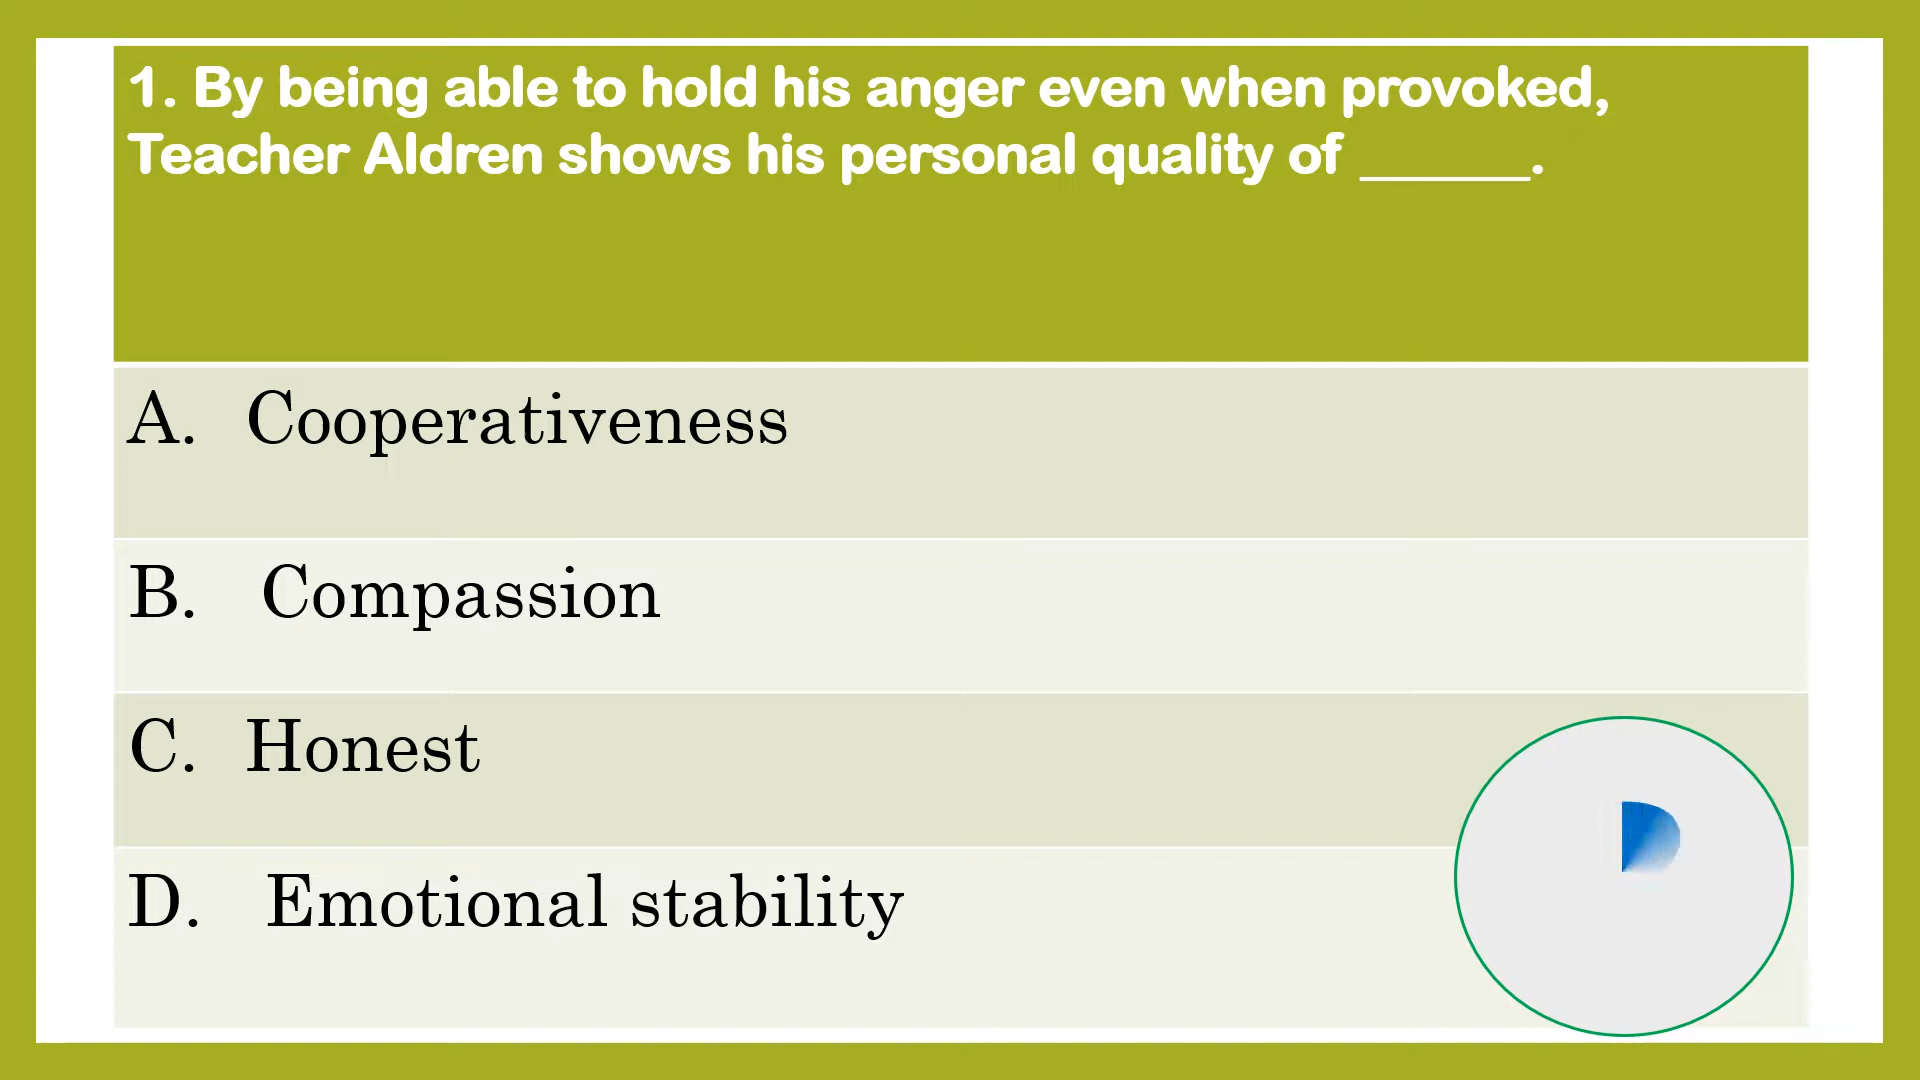 1. By being able to hold his anger even when provoked,
Teacher Aldren shows his personal quality of ______.
A. Cooperativeness
B. Compassion
C. Honest
D. Emotional stability